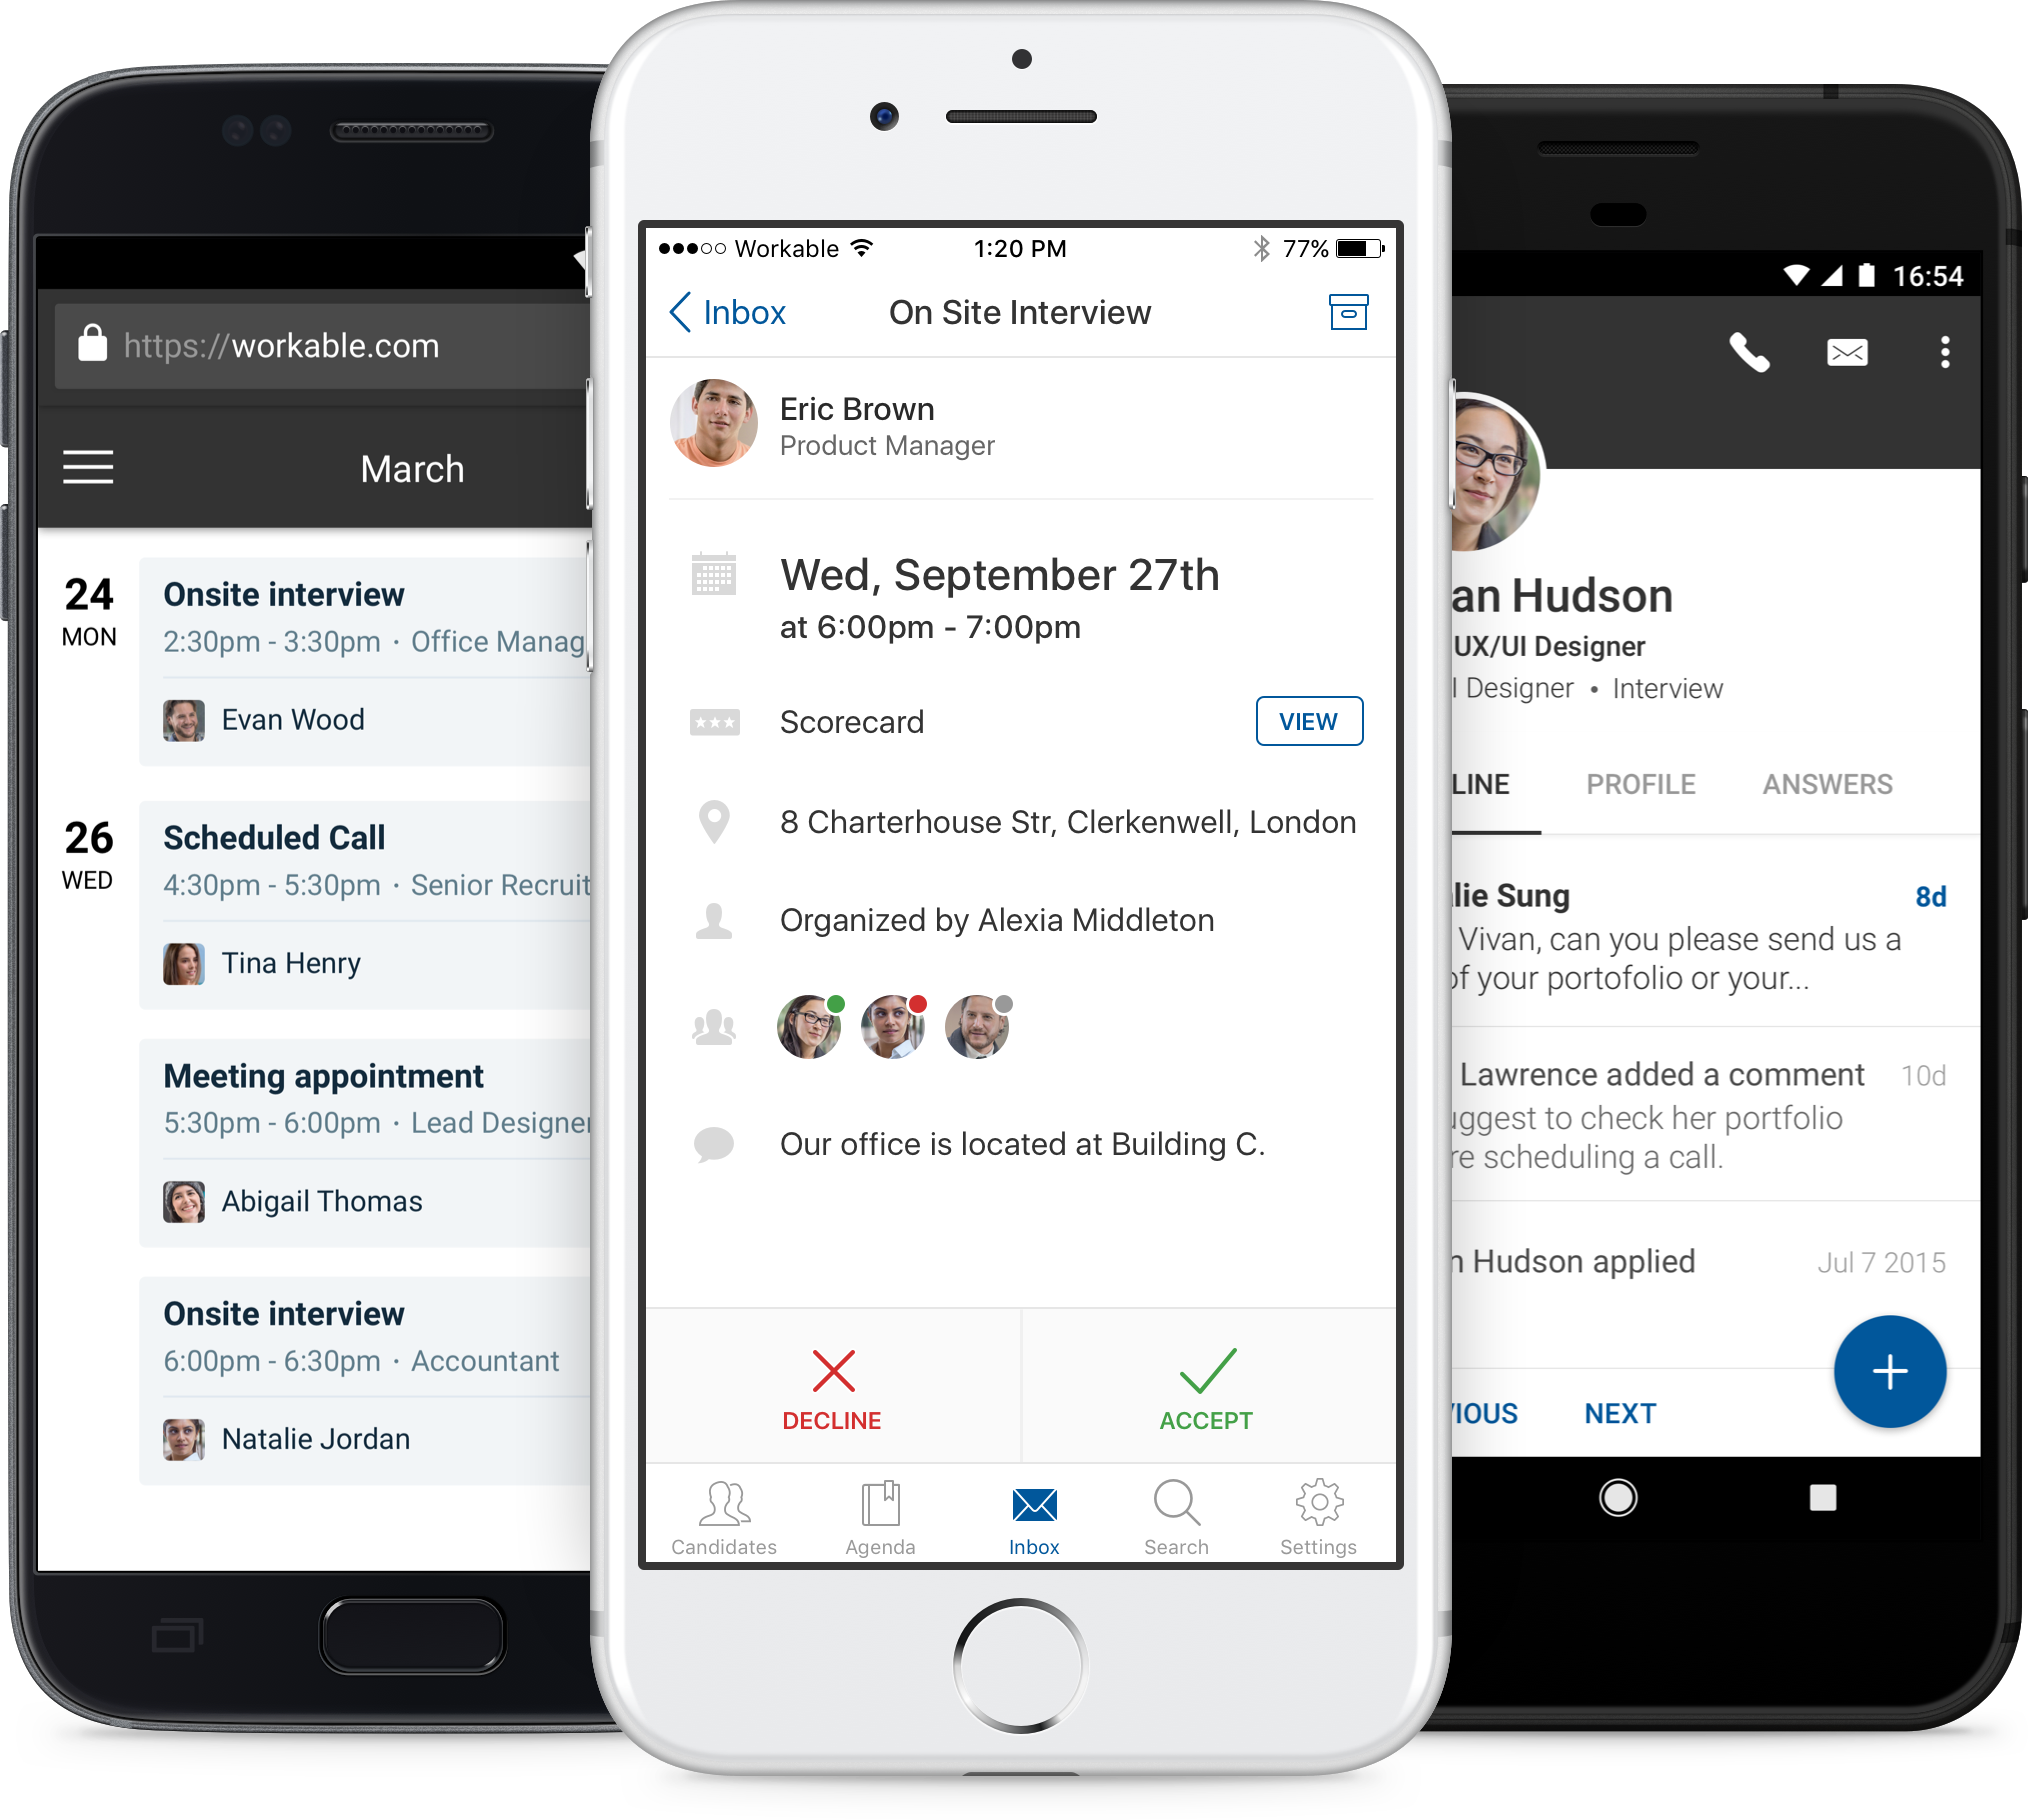 https://workable.com
March
24
MON
Onsite interview
2:30pm - 3:30pm · Office Manag
Evan Wood
26
WED
Scheduled Call
4:30pm - 5:30pm · Senior Recruit
Tina Henry
Meeting appointment
5:30pm - 6:00pm · Lead Designer
Abigail Thomas
Onsite interview
6:00pm - 6:30pm · Accountant
Natalie Jordan
Workable 1:20 PM 77%
Inbox On Site Interview
Eric Brown
Product Manager
Wed, September 27th
at 6:00pm - 7:00pm
Scorecard VIEW
8 Charterhouse Str, Clerkenwell, London
Organized by Alexia Middleton
Our office is located at Building C.
DECLINE ACCEPT
Candidates Agenda Inbox Search Settings
16:54
an Hudson
UX/UI Designer
I Designer • Interview
LINE PROFILE ANSWERS
lie Sung 8d
Vivan, can you please send us a
of your portofolio or your...
Lawrence added a comment 10d
uggest to check her portfolio
re scheduling a call.
n Hudson applied Jul 7 2015
VIOUS NEXT